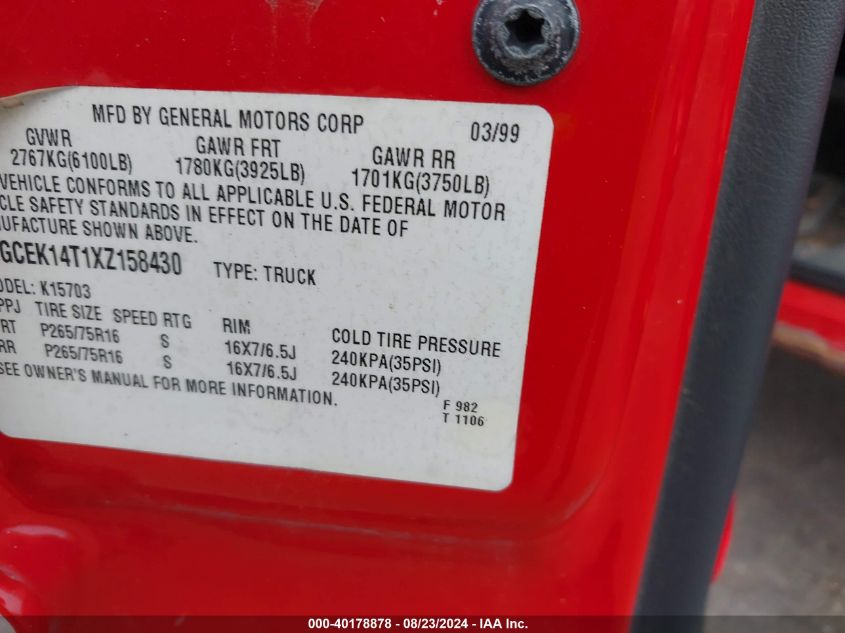 MFD BY GENERAL MOTORS CORP 03/99
GVWR GAWR FRT GAWR RR
2767KG(6100LB) 1780KG(3925LB) 1701KG(3750LB)
VEHICLE CONFORMS TO ALL APPLICABLE U.S. FEDERAL MOTOR
CLE SAFETY STANDARDS IN EFFECT ON THE DATE OF
UFACTURE SHOWN ABOVE.
GCEK14T1XZ158430 TYPE: TRUCK
ODEL: K15703
PPJ TIRE SIZE SPEED RTG RIM COLD TIRE PRESSURE
RT P265/75R16 S 16X7/6.5J 240KPA(35PSI)
RR P265/75R16 S 16X7/6.5J 240KPA(35PSI)
SEE OWNER'S MANUAL FOR MORE INFORMATION.
F 982
T 1106
000-40178878 - 08/23/2024 - IAA Inc.